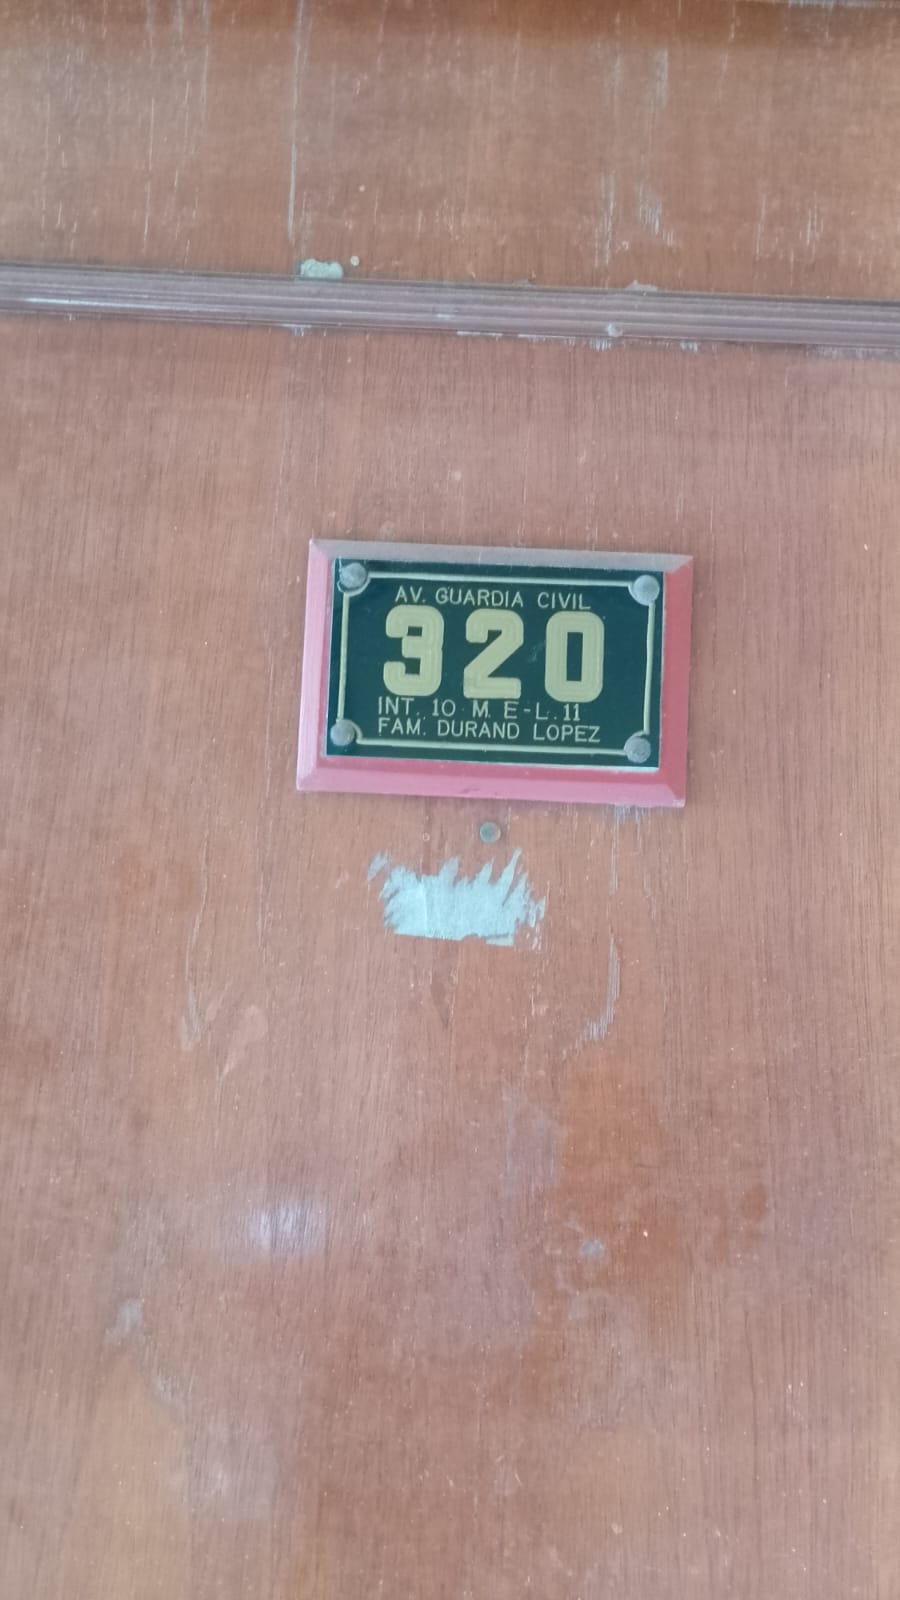 AV. GUARDIA CIVIL
320
INT. 10 M. E-L. 11
FAM. DURAND LOPEZ